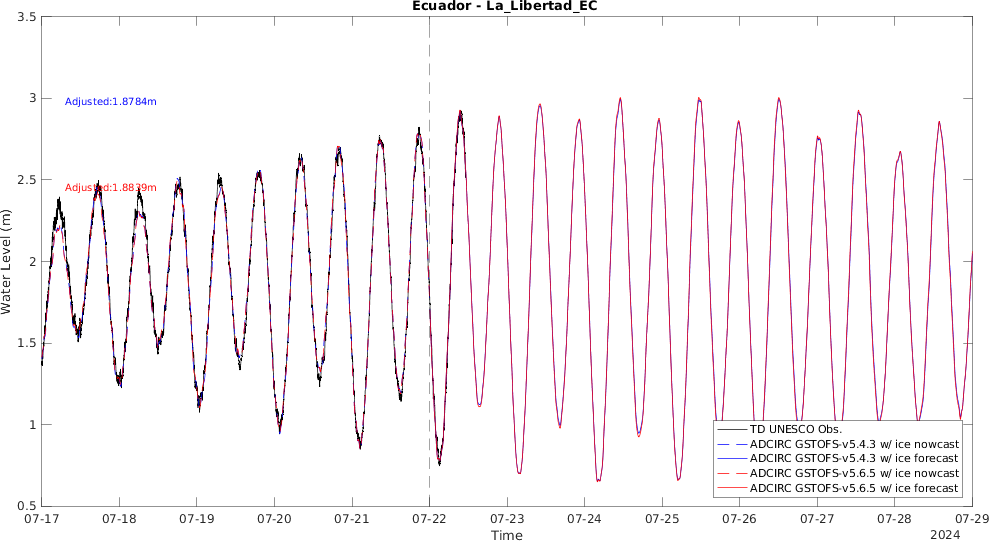 Ecuador - La_Libertad_EC
3.5
3
2.5
2
1.5
1
0.5
Water Level (m)
Adjusted:1.8784m
Adjusted:1.8839m
TD UNESCO Obs.
ADCIRC GSTOFS-v5.4.3 w/ ice nowcast
ADCIRC GSTOFS-v5.4.3 w/ ice forecast
ADCIRC GSTOFS-v5.6.5 w/ ice nowcast
ADCIRC GSTOFS-v5.6.5 w/ ice forecast
07-17 07-18 07-19 07-20 07-21 07-22 07-23 07-24 07-25 07-26 07-27 07-28 07-29
Time
2024